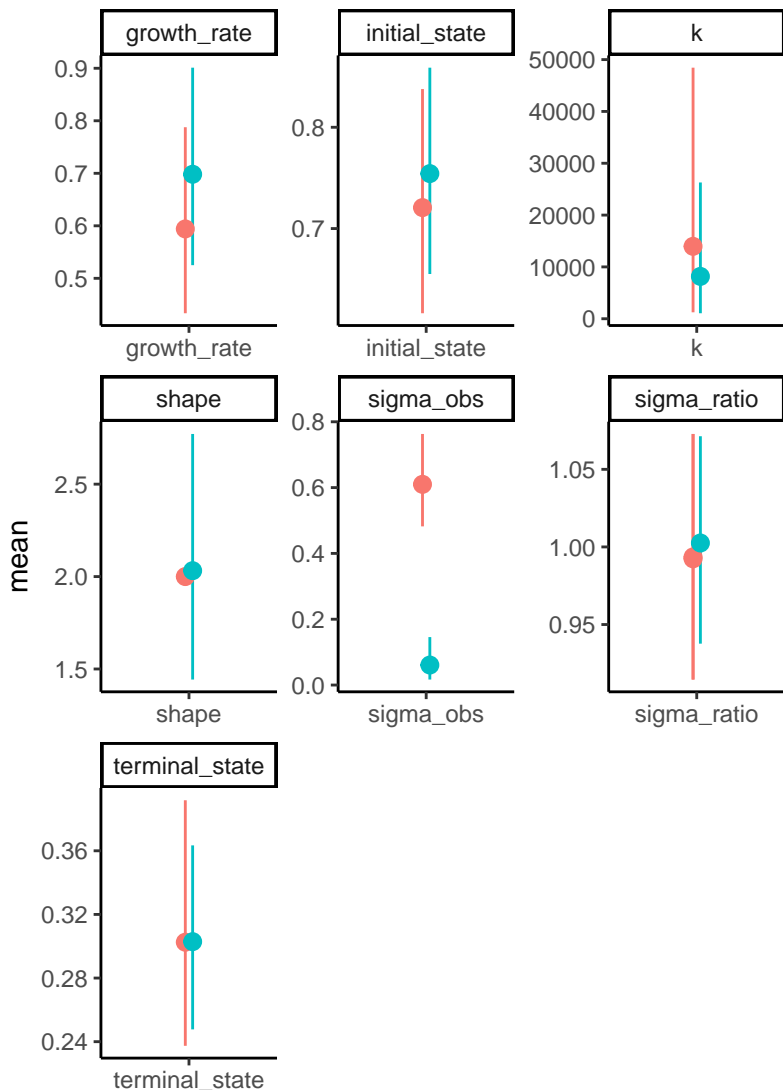 growth_rate
initial_state
k
0.9
0.8
0.7
0.6
0.5
0.8
0.7
50000
40000
30000
20000
10000
0
growth_rate
initial_state
k
shape
sigma_obs
sigma_ratio
mean
2.5
2.0
1.5
0.8
0.6
0.4
0.2
0.0
1.05
1.00
0.95
shape
sigma_obs
sigma_ratio
terminal_state
0.36
0.32
0.28
0.24
terminal_state